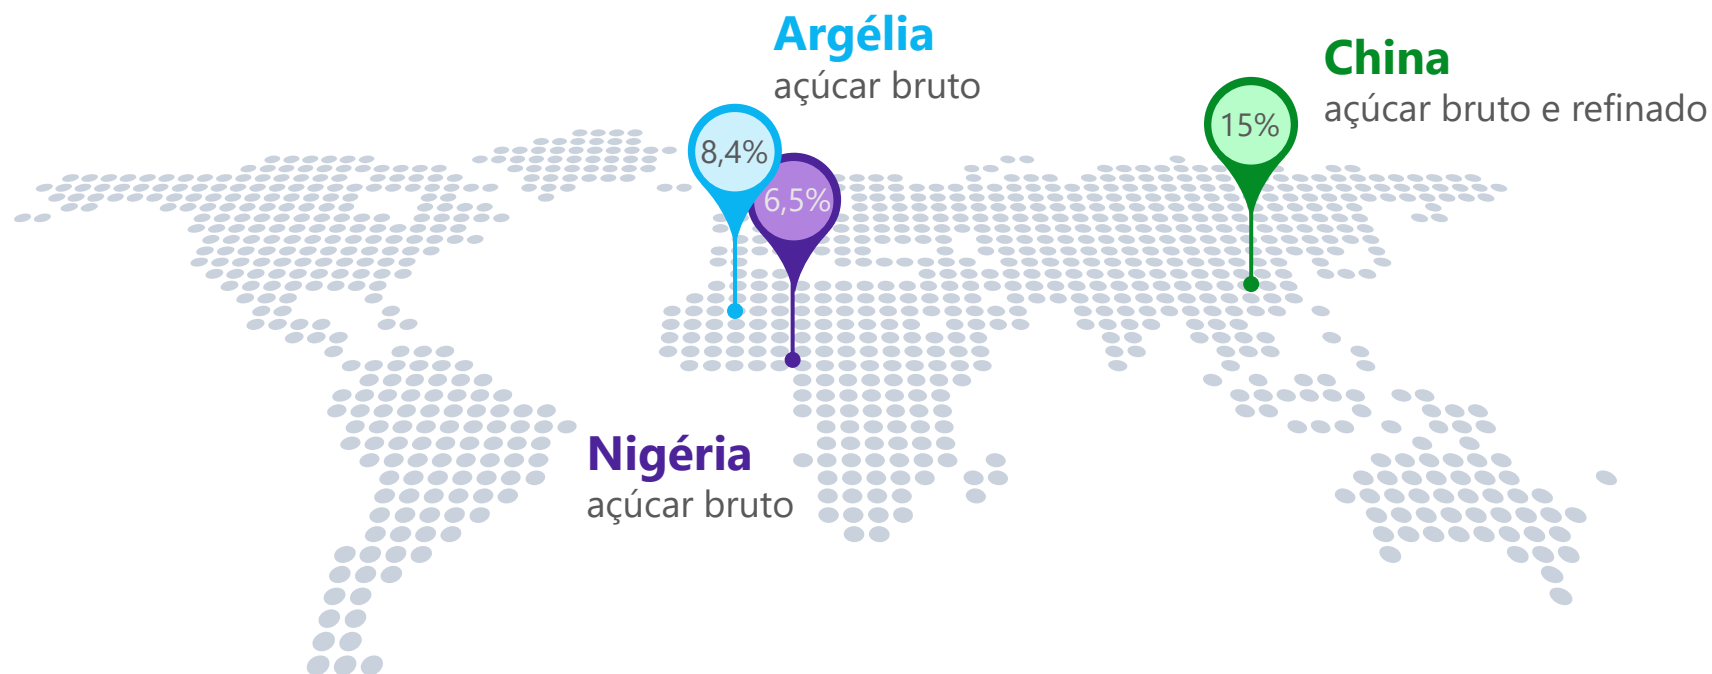 Argélia
açúcar bruto
8,4%
China
açúcar bruto e refinado
15%
6,5%
Nigéria
açúcar bruto